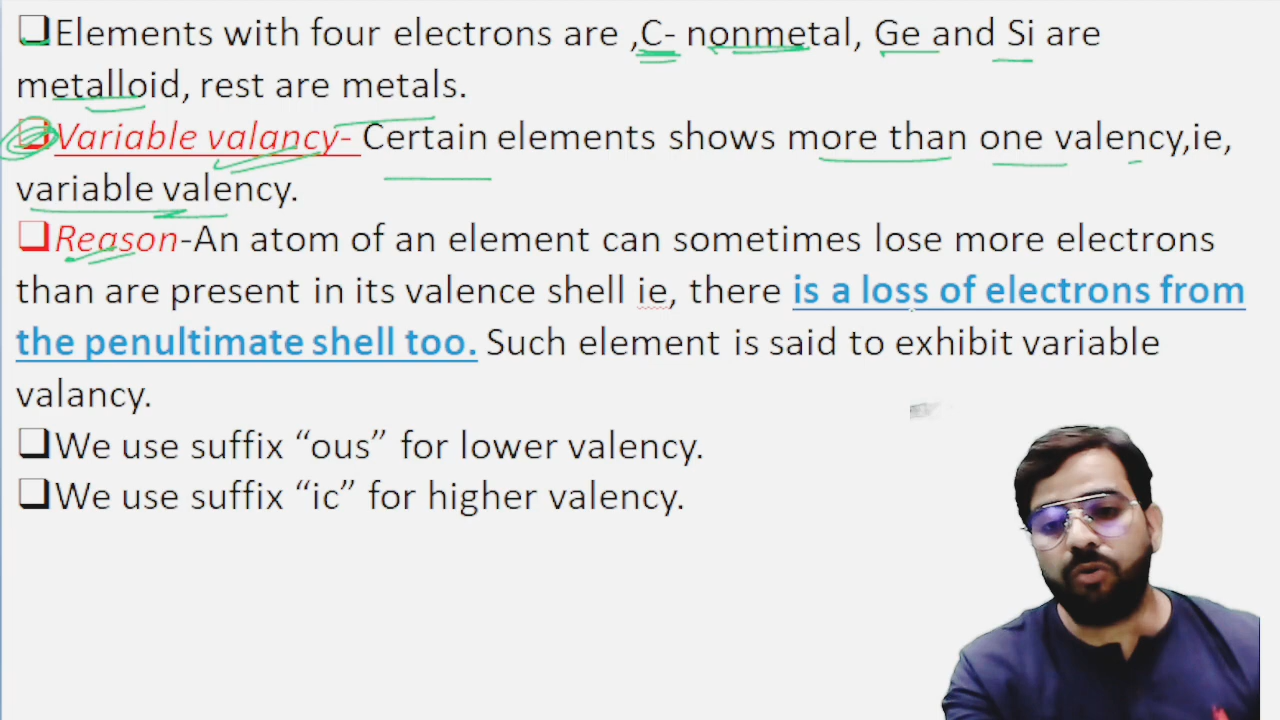 ❑Elements with four electrons are ,C- nonmetal, Ge and Si are
metalloid, rest are metals.
❑Variable valancy- Certain elements shows more than one valency,ie,
variable valency.
❑Reason-An atom of an element can sometimes lose more electrons
than are present in its valence shell ie, there is a loss of electrons from
the penultimate shell too. Such element is said to exhibit variable
valancy.
❑We use suffix “ous” for lower valency.
❑We use suffix “ic” for higher valency.